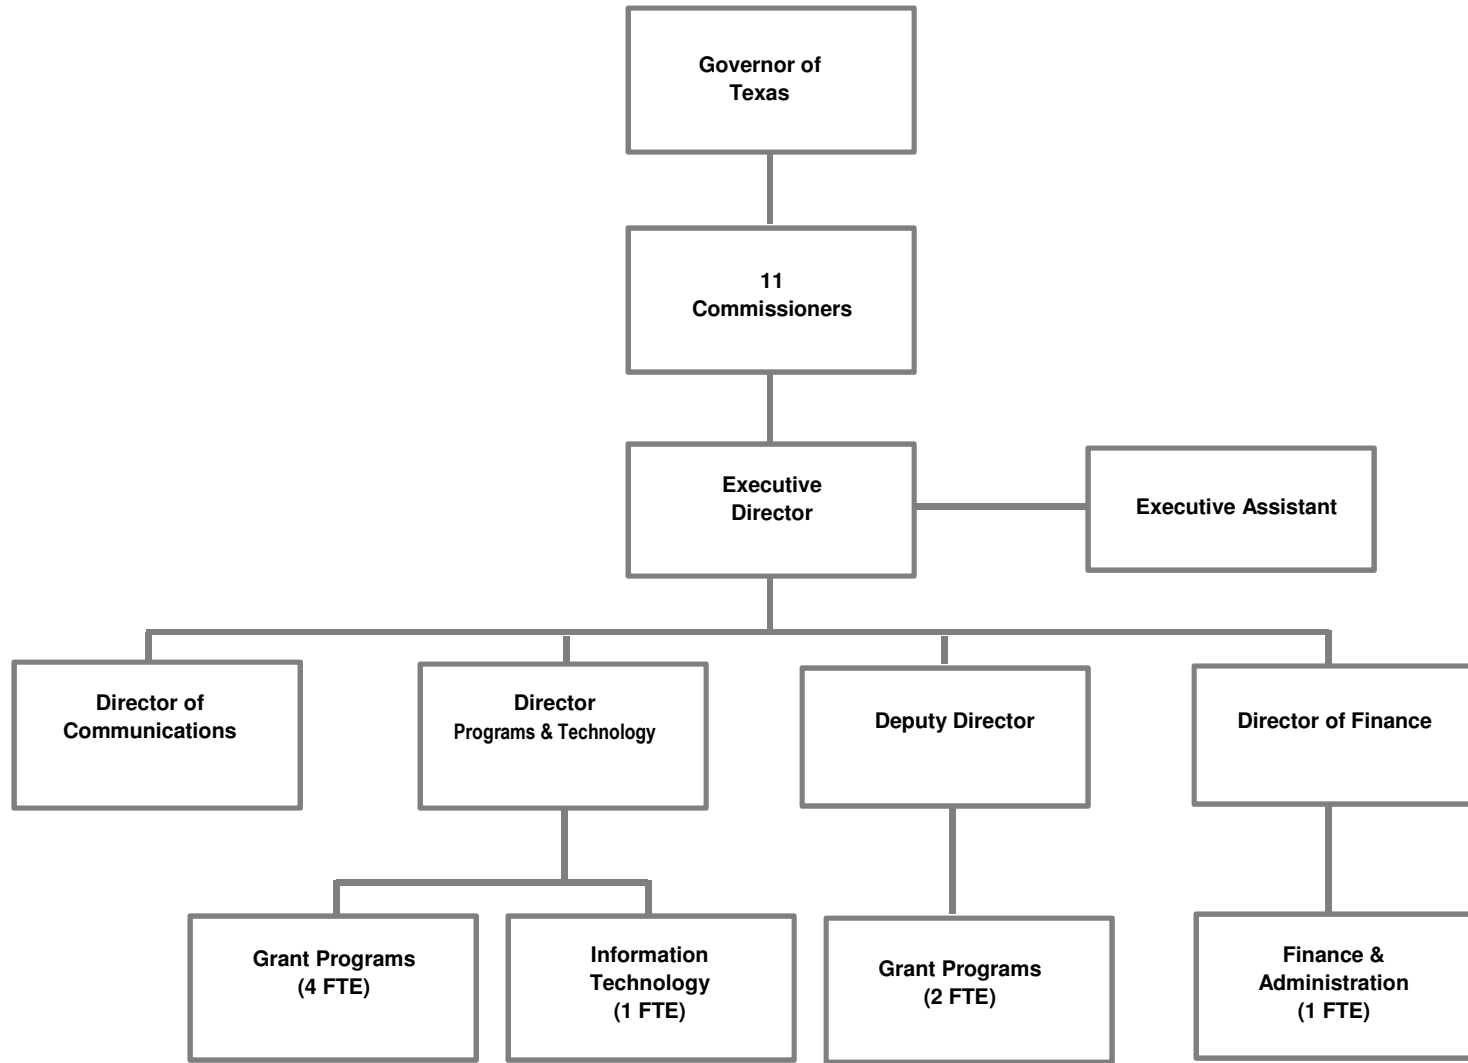 Governor of
Texas
11
Commissioners
Executive
Director
Executive Assistant
Director of
Communications
Director
Programs & Technology
Deputy Director
Director of Finance
Grant Programs
(4 FTE)
Information
Technology
(1 FTE)
Grant Programs
(2 FTE)
Finance &
Administration
(1 FTE)